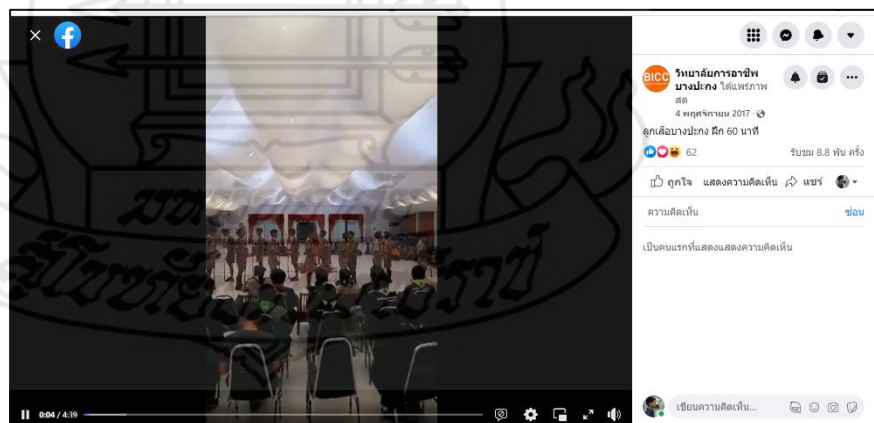 BICC
วิทยาลัยการอาชีพ
บางปะกง ได้แพร่ภาพ
สด
4 พฤศจิกายน 2017 ·
ลูกเสือบางปะกง ฝึก 60 นาที
62 รับชม 8.8 พัน ครั้ง
ถูกใจ แสดงความคิดเห็น แชร์
ความคิดเห็น ซ่อน
เป็นคนแรกที่แสดงแสดงความคิดเห็น
0:04 / 4:39
เขียนความคิดเห็น...